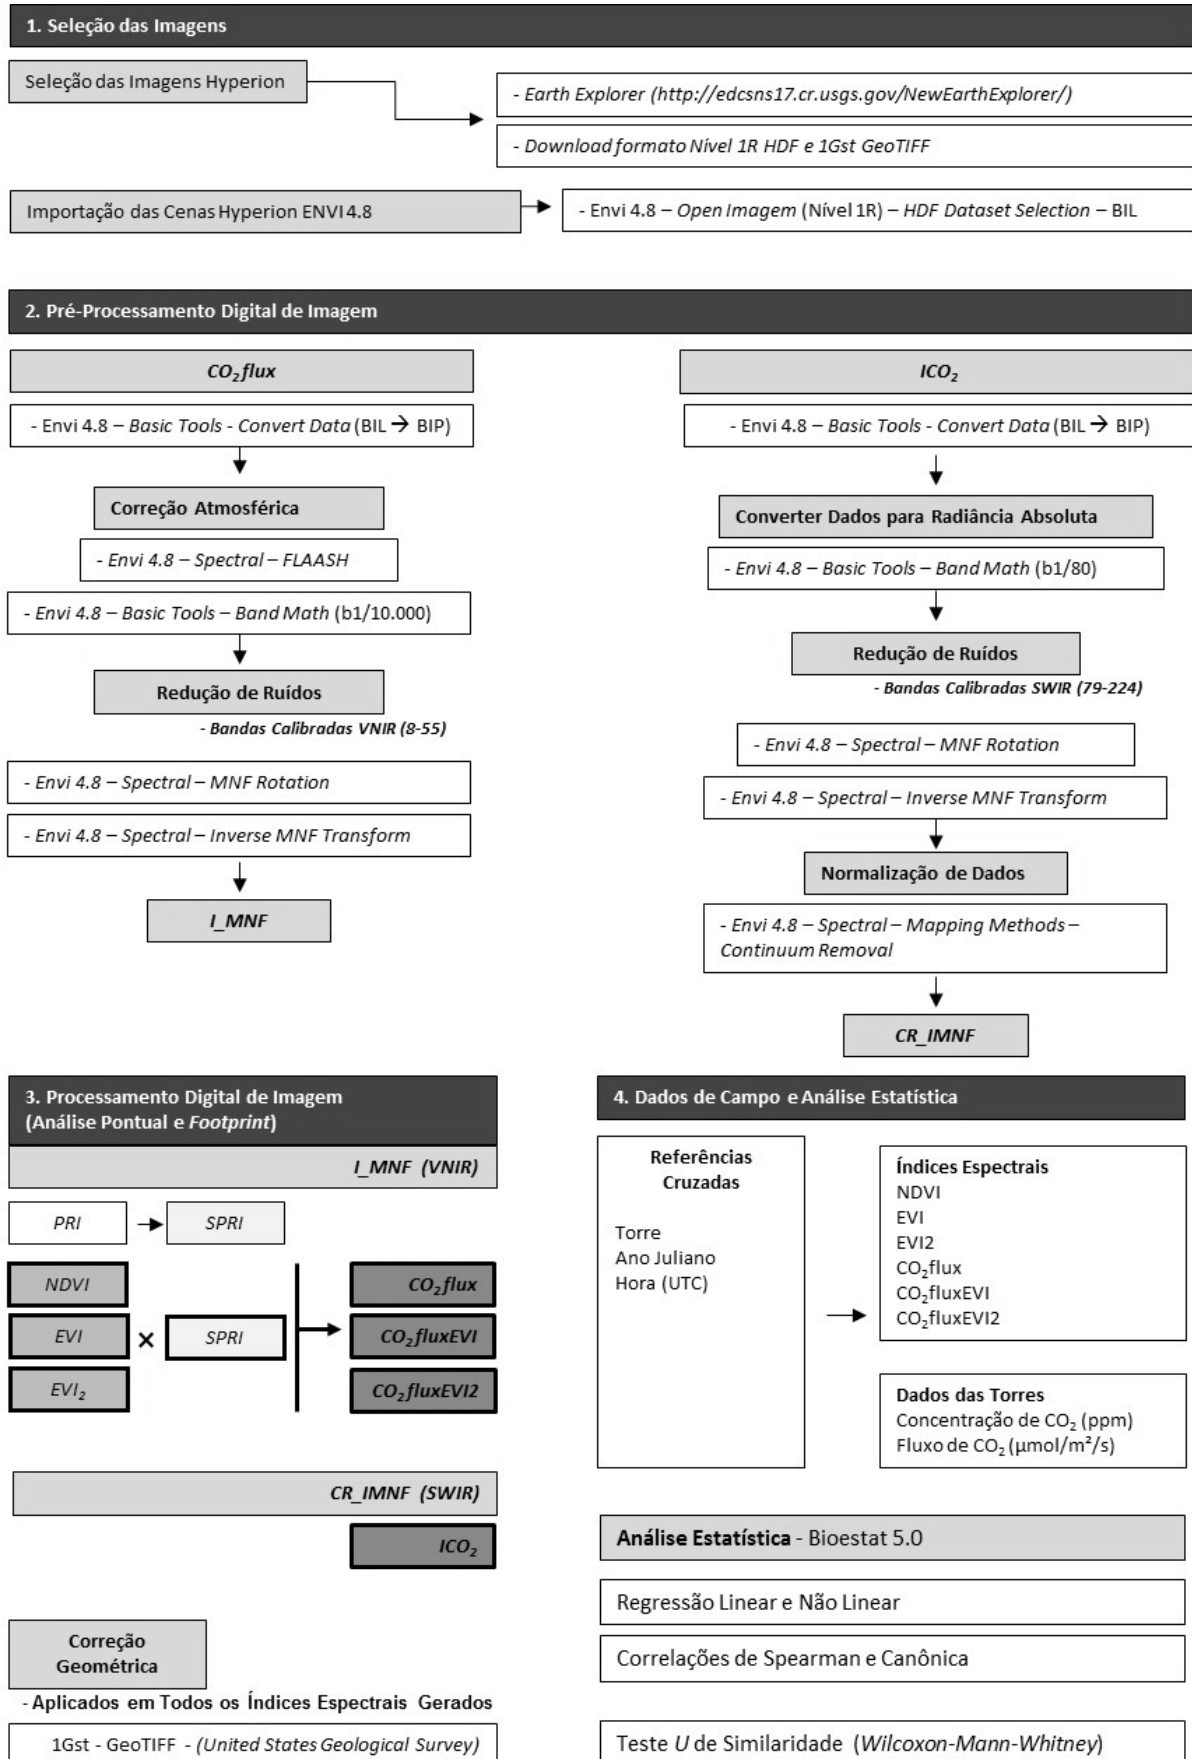 1. Seleção das Imagens
Seleção das Imagens Hyperion
- Earth Explorer (http://edcsns17.cr.usgs.gov/NewEarthExplorer/)
- Download formato Nível 1R HDF e 1Gst GeoTIFF
Importação das Cenas Hyperion ENVI 4.8
- Envi 4.8 – Open Imagem (Nível 1R) – HDF Dataset Selection – BIL
2. Pré-Processamento Digital de Imagem
CO₂flux
- Envi 4.8 – Basic Tools - Convert Data (BIL → BIP)
Correção Atmosférica
- Envi 4.8 – Spectral – FLAASH
- Envi 4.8 – Basic Tools – Band Math (b1/10.000)
Redução de Ruídos
- Bandas Calibradas VNIR (8-55)
- Envi 4.8 – Spectral – MNF Rotation
- Envi 4.8 – Spectral – Inverse MNF Transform
I_MNF
ICO₂
- Envi 4.8 – Basic Tools - Convert Data (BIL → BIP)
Converter Dados para Radiância Absoluta
- Envi 4.8 – Basic Tools – Band Math (b1/80)
Redução de Ruídos
- Bandas Calibradas SWIR (79-224)
- Envi 4.8 – Spectral – MNF Rotation
- Envi 4.8 – Spectral – Inverse MNF Transform
Normalização de Dados
- Envi 4.8 – Spectral – Mapping Methods –
Continuum Removal
CR_IMNF
3. Processamento Digital de Imagem
(Análise Pontual e Footprint)
I_MNF (VNIR)
PRI → SPRI
NDVI
EVI × SPRI
EVI₂
CO₂flux
CO₂fluxEVI
CO₂fluxEVI2
CR_IMNF (SWIR)
ICO₂
Correção
Geométrica
- Aplicados em Todos os Índices Espectrais Gerados
1Gst - GeoTIFF - (United States Geological Survey)
4. Dados de Campo e Análise Estatística
Referências
Cruzadas
Torre
Ano Juliano
Hora (UTC)
Índices Espectrais
NDVI
EVI
EVI2
CO₂flux
CO₂fluxEVI
CO₂fluxEVI2
Dados das Torres
Concentração de CO₂ (ppm)
Fluxo de CO₂ (µmol/m²/s)
Análise Estatística - Bioestat 5.0
Regressão Linear e Não Linear
Correlações de Spearman e Canônica
Teste U de Similaridade (Wilcoxon-Mann-Whitney)